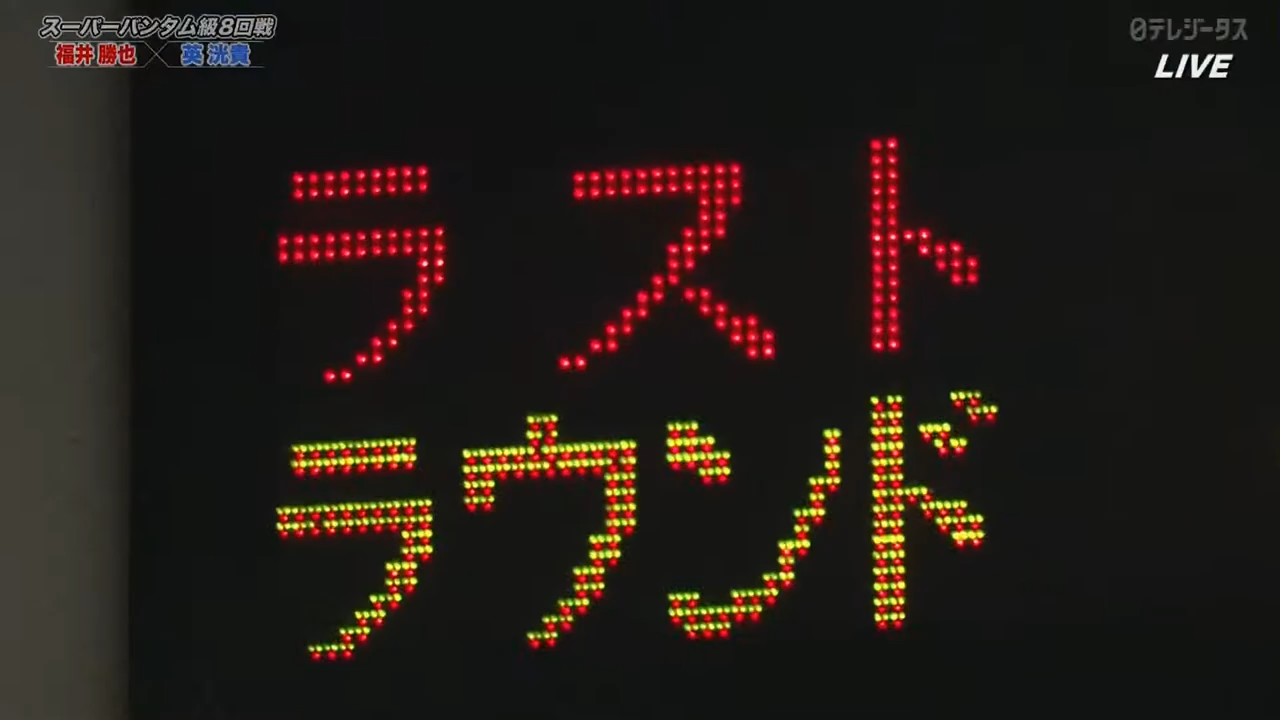 スーパーバンタム級8回戦
福井 勝也 × 英 洸貴
日テレジータス
LIVE
ラスト
ラウンド